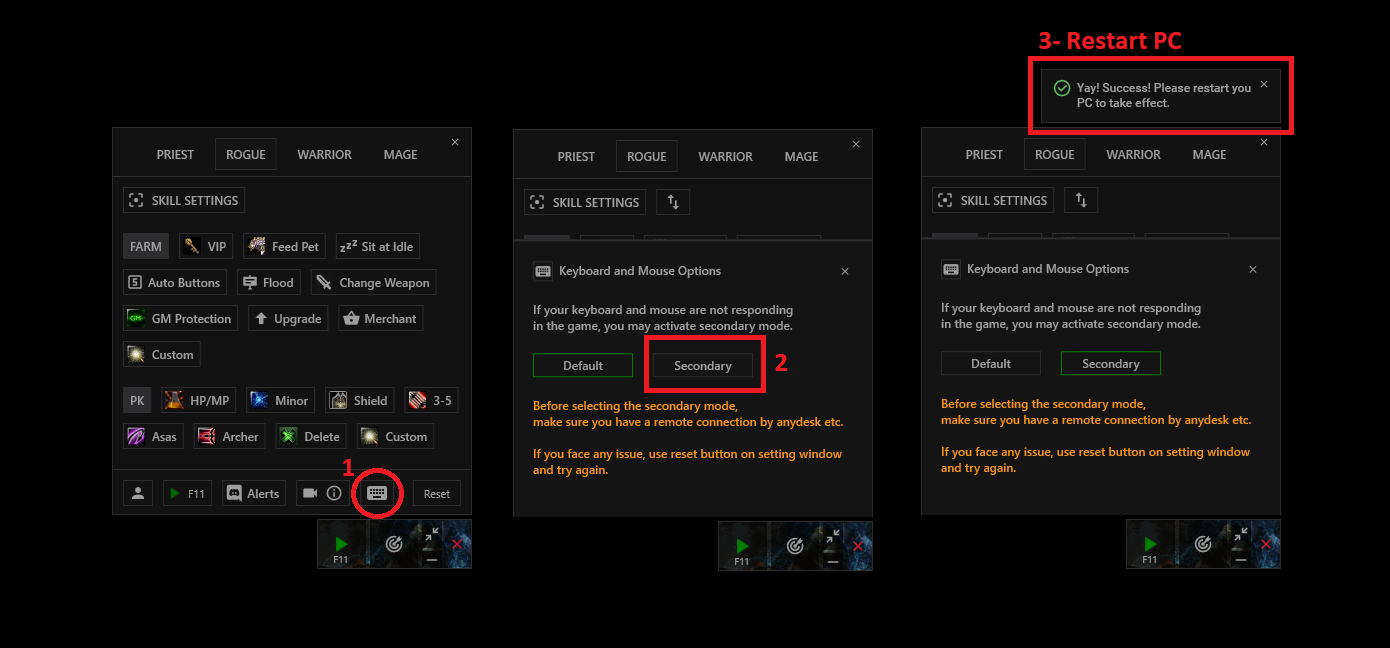 3- Restart PC
Yay! Success! Please restart you
PC to take effect.
PRIEST ROGUE WARRIOR MAGE
SKILL SETTINGS
FARM VIP Feed Pet zzZ Sit at Idle
5 Auto Buttons Flood Change Weapon
GM GM Protection Upgrade Merchant
Custom
PK HP/MP Minor Shield 3-5
Asas Archer Delete Custom
1
F11 Alerts Reset
F11
PRIEST ROGUE WARRIOR MAGE
SKILL SETTINGS
Keyboard and Mouse Options
If your keyboard and mouse are not responding
in the game, you may activate secondary mode.
Default Secondary 2
Before selecting the secondary mode,
make sure you have a remote connection by anydesk etc.
If you face any issue, use reset button on setting window
and try again.
F11
PRIEST ROGUE WARRIOR MAGE
SKILL SETTINGS
Keyboard and Mouse Options
If your keyboard and mouse are not responding
in the game, you may activate secondary mode.
Default Secondary
Before selecting the secondary mode,
make sure you have a remote connection by anydesk etc.
If you face any issue, use reset button on setting window
and try again.
F11